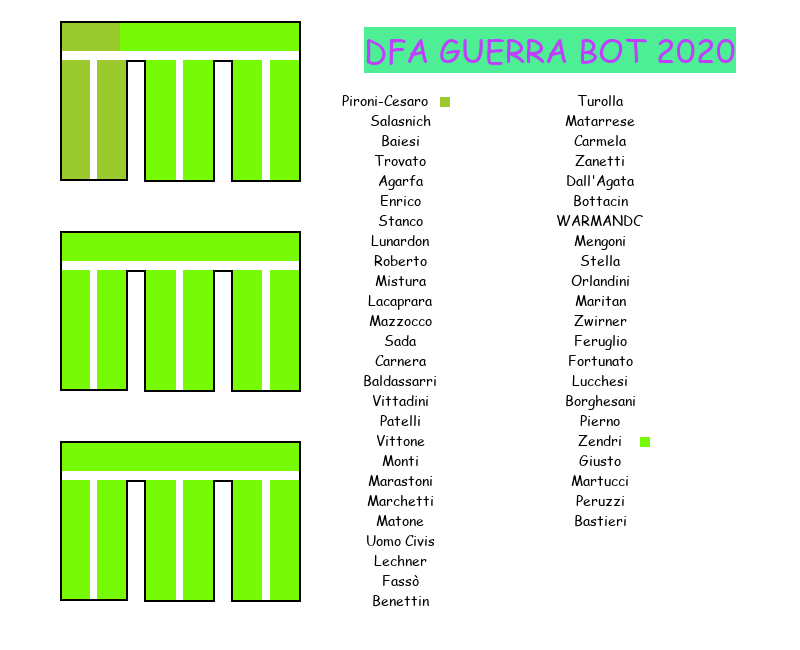 DFA GUERRA BOT 2020
Pironi-Cesaro
Salasnich
Baiesi
Trovato
Agarfa
Enrico
Stanco
Lunardon
Roberto
Mistura
Lacaprara
Mazzocco
Sada
Carnera
Baldassarri
Vittadini
Patelli
Vittone
Monti
Marastoni
Marchetti
Matone
Uomo Civis
Lechner
Fassò
Benettin
Turolla
Matarrese
Carmela
Zanetti
Dall'Agata
Bottacin
WARMANDC
Mengoni
Stella
Orlandini
Maritan
Zwirner
Feruglio
Fortunato
Lucchesi
Borghesani
Pierno
Zendri
Giusto
Martucci
Peruzzi
Bastieri